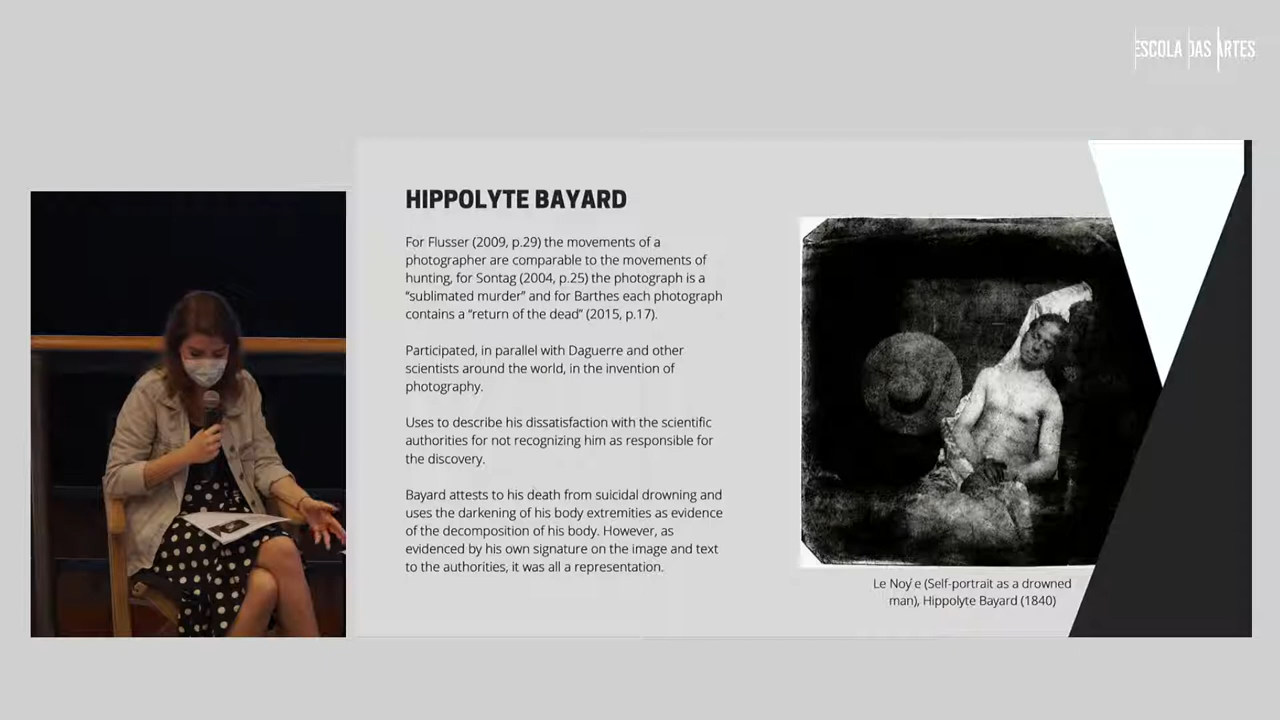 ESCOLA DAS ARTES
HIPPOLYTE BAYARD
For Flusser (2009, p.29) the movements of a
photographer are comparable to the movements of
hunting, for Sontag (2004, p.25) the photograph is a
“sublimated murder” and for Barthes each photograph
contains a “return of the dead” (2015, p.17).
Participated, in parallel with Daguerre and other
scientists around the world, in the invention of
photography.
Uses to describe his dissatisfaction with the scientific
authorities for not recognizing him as responsible for
the discovery.
Bayard attests to his death from suicidal drowning and
uses the darkening of his body extremities as evidence
of the decomposition of his body. However, as
evidenced by his own signature on the image and text
to the authorities, it was all a representation.
Le Noý e (Self-portrait as a drowned
man), Hippolyte Bayard (1840)